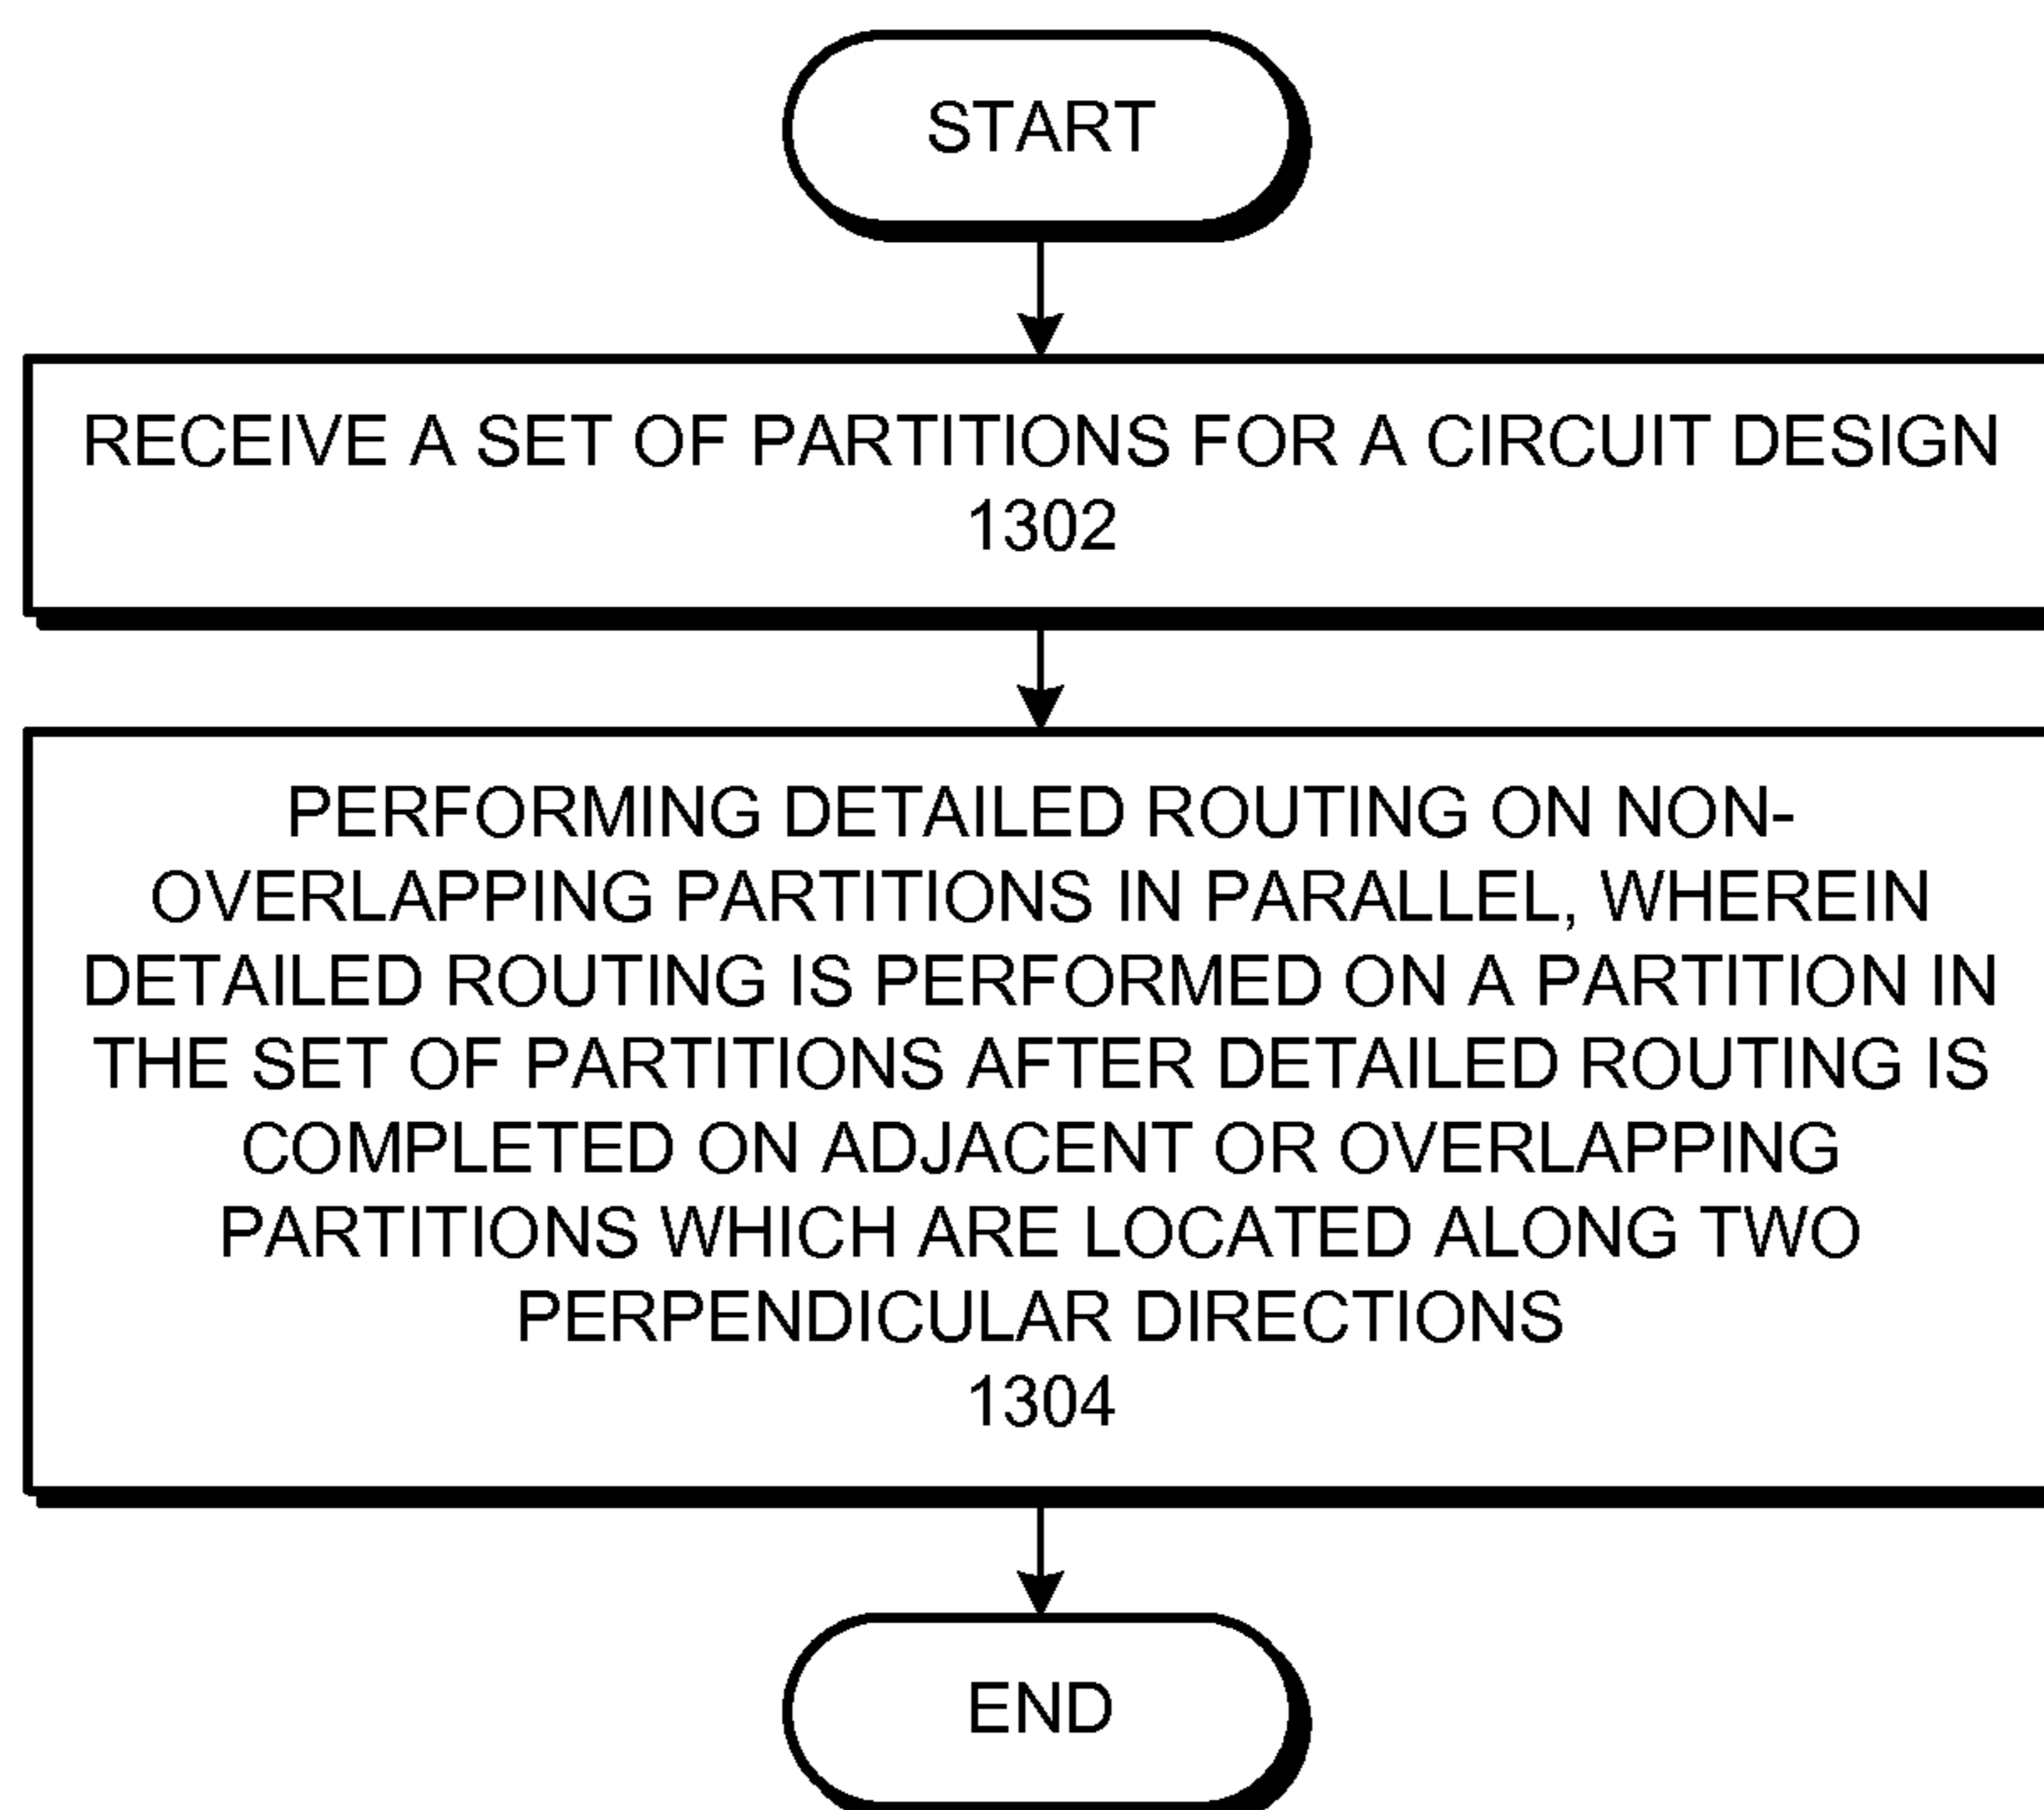 START
RECEIVE A SET OF PARTITIONS FOR A CIRCUIT DESIGN
1302
PERFORMING DETAILED ROUTING ON NON-
OVERLAPPING PARTITIONS IN PARALLEL, WHEREIN
DETAILED ROUTING IS PERFORMED ON A PARTITION IN
THE SET OF PARTITIONS AFTER DETAILED ROUTING IS
COMPLETED ON ADJACENT OR OVERLAPPING
PARTITIONS WHICH ARE LOCATED ALONG TWO
PERPENDICULAR DIRECTIONS
1304
END